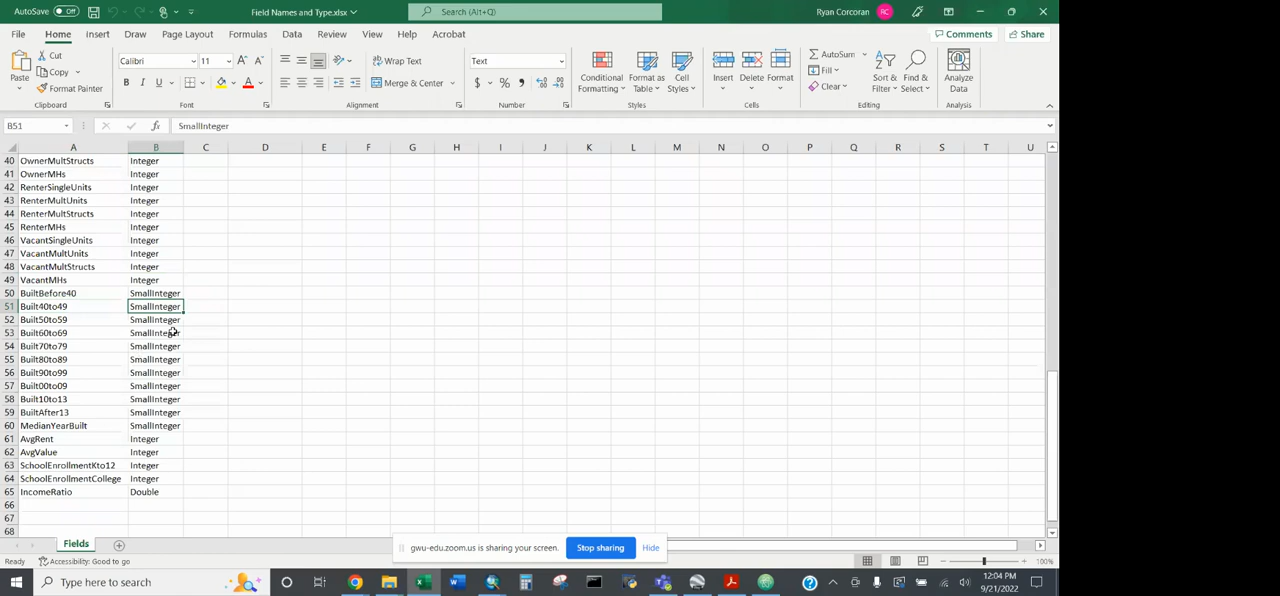 AutoSave Off Field Names and Type.xlsx Search (Alt+Q) Ryan Corcoran RC
File Home Insert Draw Page Layout Formulas Data Review View Help Acrobat Comments Share
Paste Cut Copy Format Painter Clipboard
Calibri 11 A A B I U A Font
Wrap Text Merge & Center Alignment
Text $ % Number
Conditional Formatting Format as Table Cell Styles Styles
Insert Delete Format Cells
AutoSum Fill Clear Sort & Filter Find & Select Editing
Analyze Data Analysis
B51 fx SmallInteger
A B C D E F G H I J K L M N O P Q R S T U
40 OwnerMultStructs Integer
41 OwnerMHs Integer
42 RenterSingleUnits Integer
43 RenterMultUnits Integer
44 RenterMultStructs Integer
45 RenterMHs Integer
46 VacantSingleUnits Integer
47 VacantMultUnits Integer
48 VacantMultStructs Integer
49 VacantMHs Integer
50 BuiltBefore40 SmallInteger
51 Built40to49 SmallInteger
52 Built50to59 SmallInteger
53 Built60to69 SmallInteger
54 Built70to79 SmallInteger
55 Built80to89 SmallInteger
56 Built90to99 SmallInteger
57 Built00to09 SmallInteger
58 Built10to13 SmallInteger
59 BuiltAfter13 SmallInteger
60 MedianYearBuilt SmallInteger
61 AvgRent Integer
62 AvgValue Integer
63 SchoolEnrollmentKto12 Integer
64 SchoolEnrollmentCollege Integer
65 IncomeRatio Double
66
67
68
Fields
gwu-edu.zoom.us is sharing your screen. Stop sharing Hide
Ready Accessibility: Good to go 100%
Type here to search 12:04 PM
9/21/2022